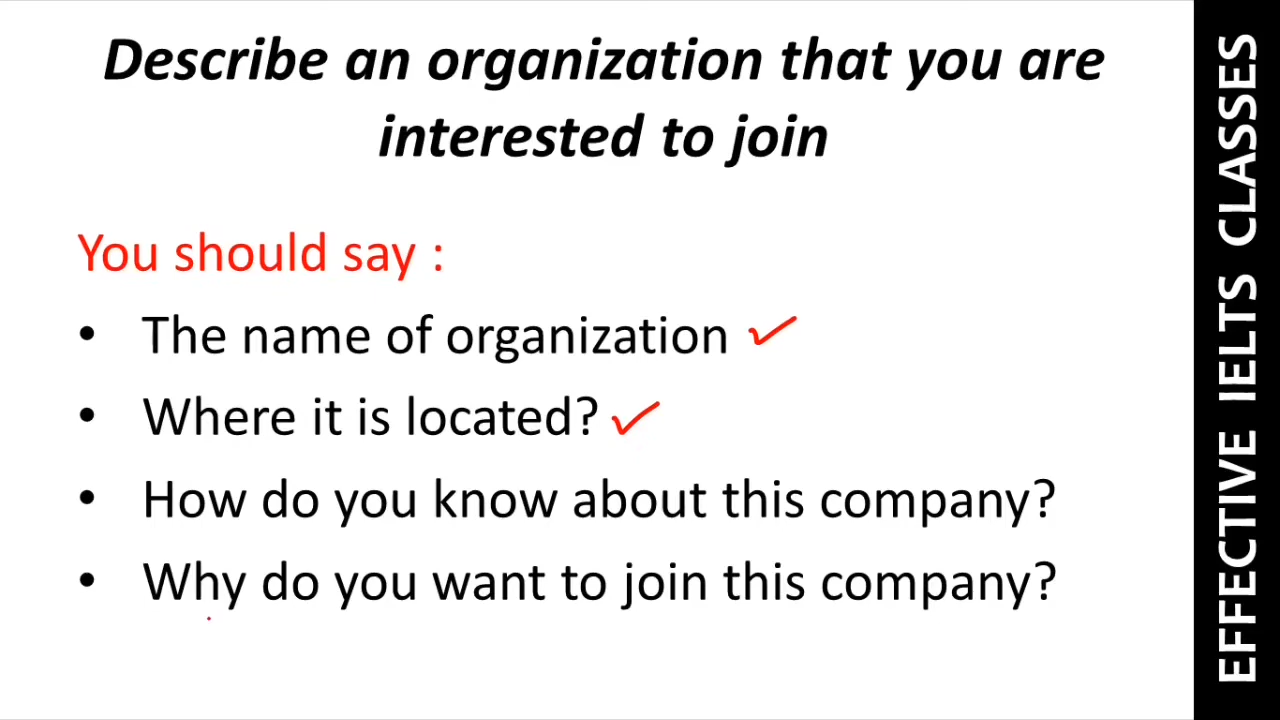 Describe an organization that you are
interested to join
You should say :
• The name of organization
• Where it is located?
• How do you know about this company?
• Why do you want to join this company?
EFFECTIVE IELTS CLASSES